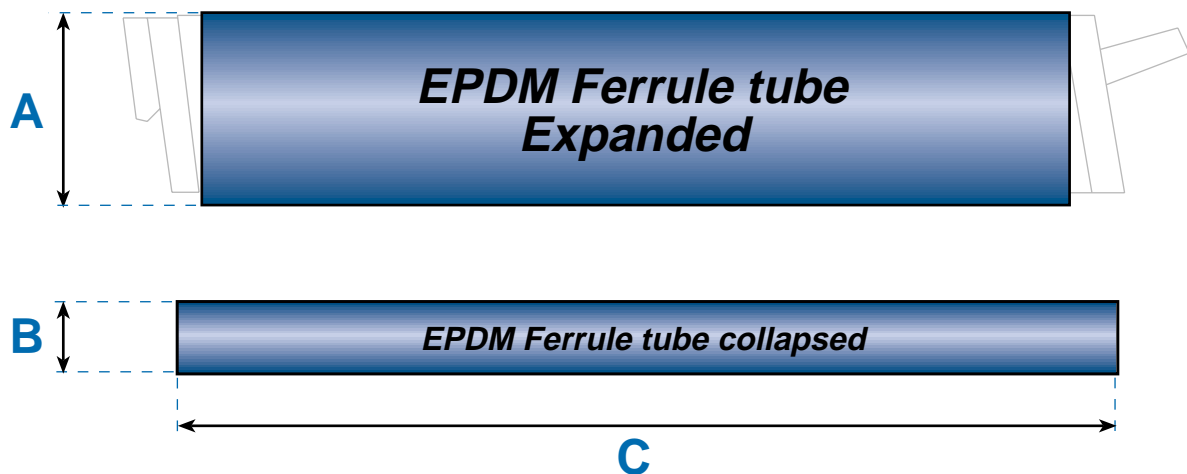 A
EPDM Ferrule tube
Expanded
B
EPDM Ferrule tube collapsed
C